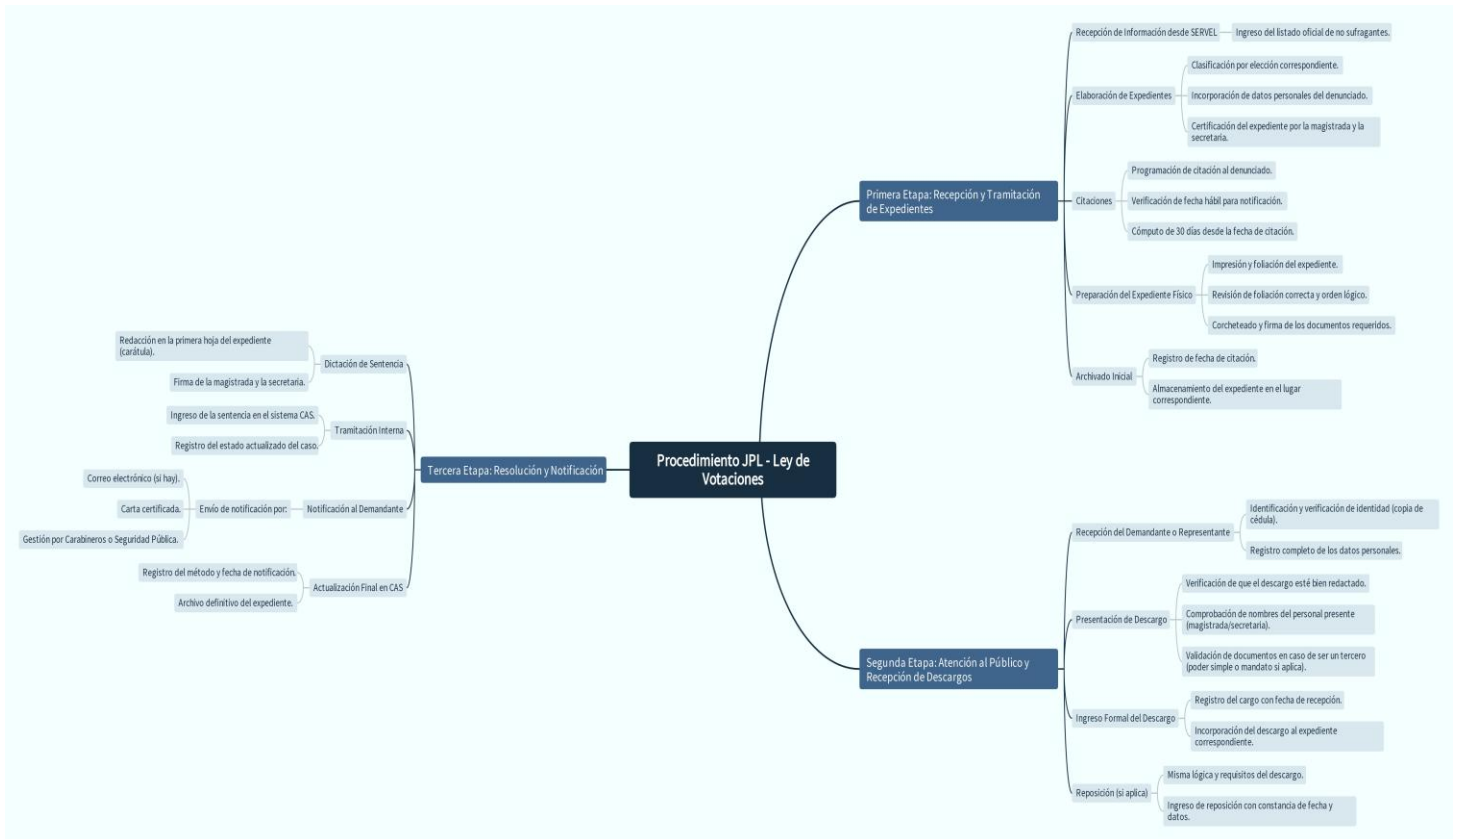 Procedimiento JPL - Ley de
Votaciones
Primera Etapa: Recepción y Tramitación
de Expedientes
Recepción de Información desde SERVEL
Ingreso del listado oficial de no sufragantes.
Elaboración de Expedientes
Clasificación por elección correspondiente.
Incorporación de datos personales del denunciado.
Certificación del expediente por la magistrada y la
secretaria.
Citaciones
Programación de citación al denunciado.
Verificación de fecha hábil para notificación.
Cómputo de 30 días desde la fecha de citación.
Preparación del Expediente Físico
Impresión y foliación del expediente.
Revisión de foliación correcta y orden lógico.
Corcheteado y firma de los documentos requeridos.
Archivado Inicial
Registro de fecha de citación.
Almacenamiento del expediente en el lugar
correspondiente.
Segunda Etapa: Atención al Público y
Recepción de Descargos
Recepción del Demandante o Representante
Identificación y verificación de identidad (copia de
cédula).
Registro completo de los datos personales.
Presentación de Descargo
Verificación de que el descargo esté bien redactado.
Comprobación de nombres del personal presente
(magistrada/secretaria).
Validación de documentos en caso de ser un tercero
(poder simple o mandato si aplica).
Ingreso Formal del Descargo
Registro del cargo con fecha de recepción.
Incorporación del descargo al expediente
correspondiente.
Reposición (si aplica)
Misma lógica y requisitos del descargo.
Ingreso de reposición con constancia de fecha y
datos.
Tercera Etapa: Resolución y Notificación
Dictación de Sentencia
Redacción en la primera hoja del expediente
(carátula).
Firma de la magistrada y la secretaria.
Tramitación Interna
Ingreso de la sentencia en el sistema CAS.
Registro del estado actualizado del caso.
Notificación al Demandante
Envío de notificación por:
Correo electrónico (si hay).
Carta certificada.
Gestión por Carabineros o Seguridad Pública.
Actualización Final en CAS
Registro del método y fecha de notificación.
Archivo definitivo del expediente.